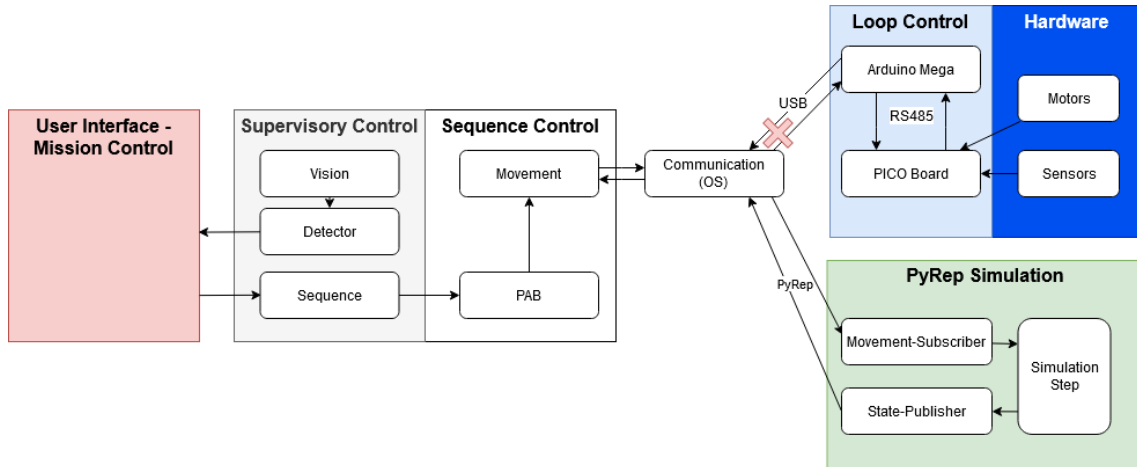 User Interface -
Mission Control
Supervisory Control
Vision
Detector
Sequence
Sequence Control
Movement
PAB
Communication
(OS)
USB
PyRep
Loop Control
Arduino Mega
RS485
PICO Board
Hardware
Motors
Sensors
PyRep Simulation
Movement-Subscriber
State-Publisher
Simulation
Step